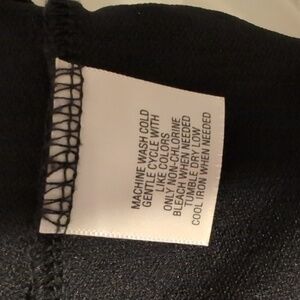 MACHINE WASH COLD
GENTLE CYCLE WITH
LIKE COLORS
ONLY NON-CHLORINE
BLEACH WHEN NEEDED
TUMBLE DRY LOW
COOL IRON WHEN NEEDED